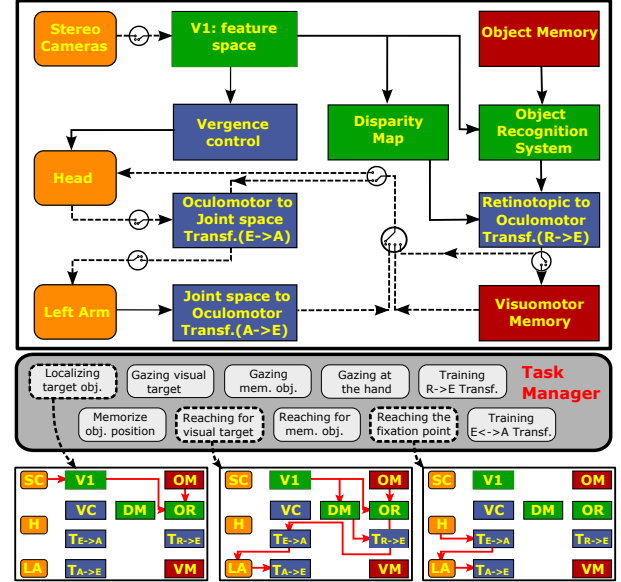 Stereo
Cameras
V1: feature
space
Object Memory
Vergence
control
Disparity
Map
Object
Recognition
System
Head
Oculomotor to
Joint space
Transf.(E->A)
Retinotopic to
Oculomotor
Transf.(R->E)
Left Arm
Joint space to
Oculomotor
Transf.(A->E)
Visuomotor
Memory
Localizing
target obj.
Gazing visual
target
Gazing
mem. obj.
Gazing at
the hand
Training
R->E Transf.
Task
Manager
Memorize
obj. position
Reaching for
visual target
Reaching for
mem. obj.
Reaching the
fixation point
Training
E<->A Transf.
SC V1 OM
VC DM OR
H
TE->A TR->E
LA TA->E VM
SC V1 OM
VC DM OR
H
TE->A TR->E
LA TA->E VM
SC V1 OM
VC DM OR
H
TE->A TR->E
LA TA->E VM